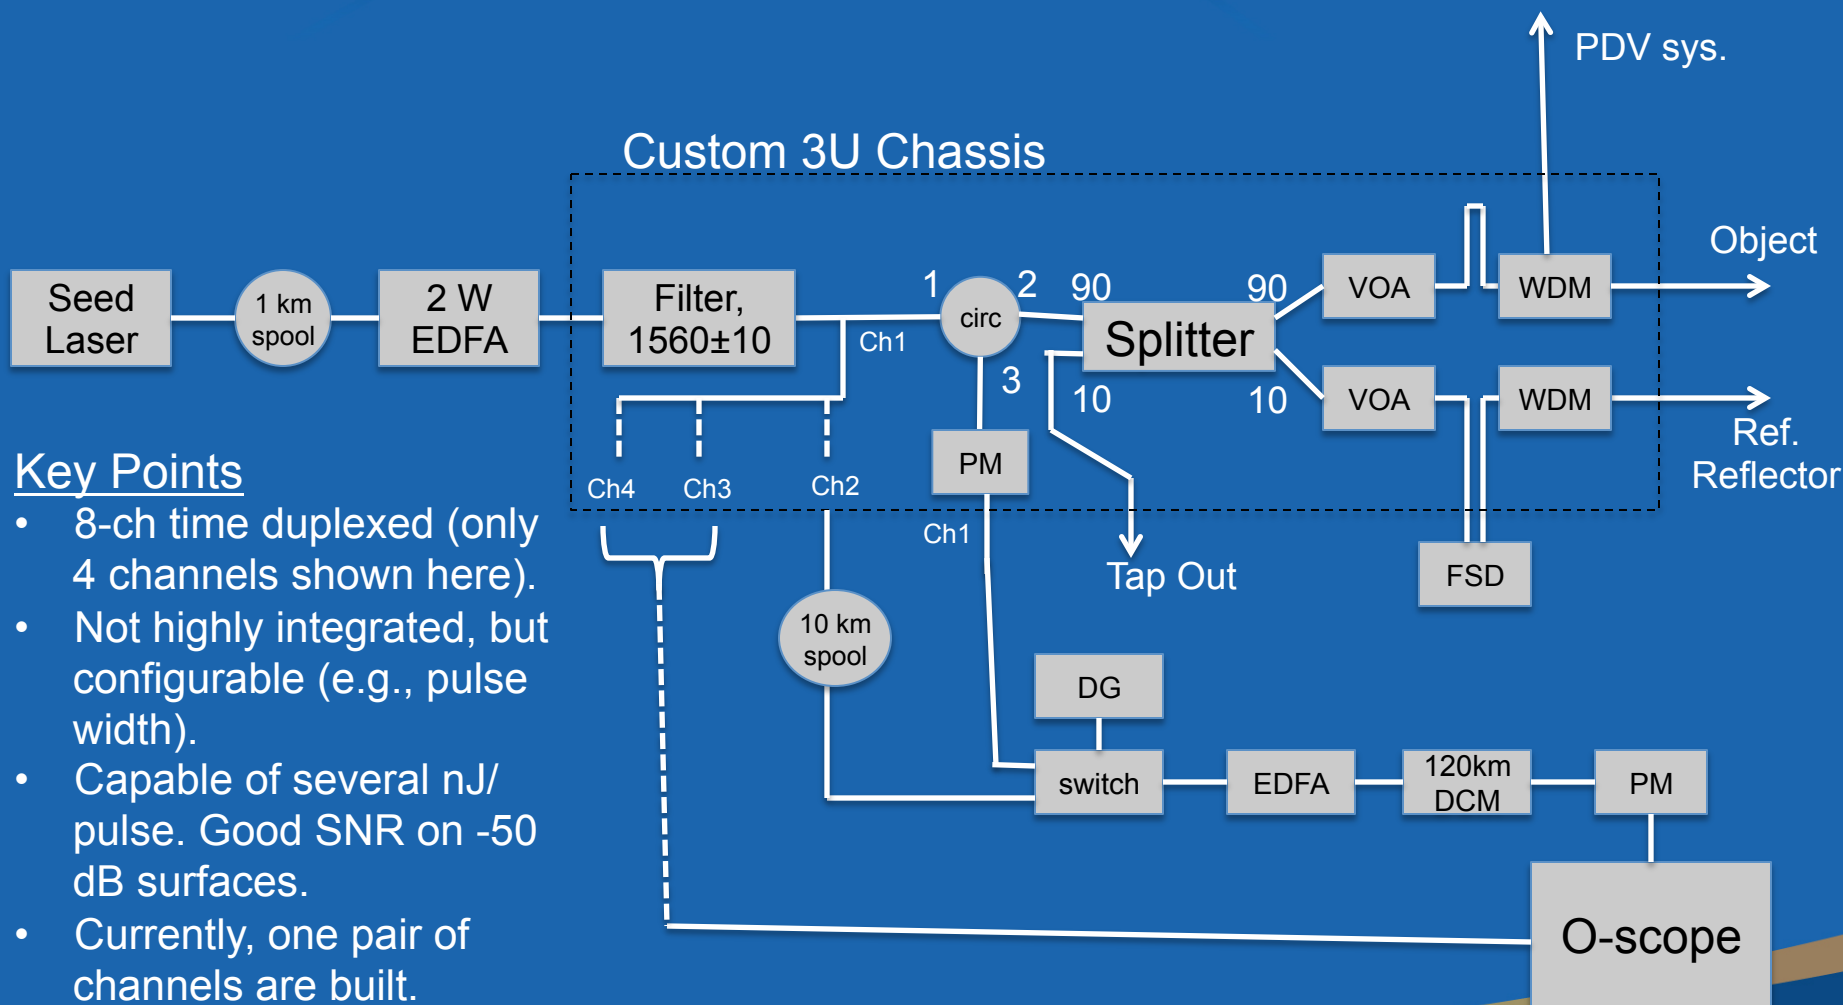 PDV sys.
Custom 3U Chassis
Object
Seed
Laser
1 km
spool
2 W
EDFA
Filter,
1560±10
Ch1
1
circ
2
3
90
10
Splitter
90
10
VOA
WDM
VOA
WDM
Ref.
Reflector
PM
Ch4
Ch3
Ch2
Ch1
Tap Out
FSD
Key Points
• 8-ch time duplexed (only
4 channels shown here).
• Not highly integrated, but
configurable (e.g., pulse
width).
• Capable of several nJ/
pulse. Good SNR on -50
dB surfaces.
• Currently, one pair of
channels are built.
10 km
spool
DG
switch
EDFA
120km
DCM
PM
O-scope